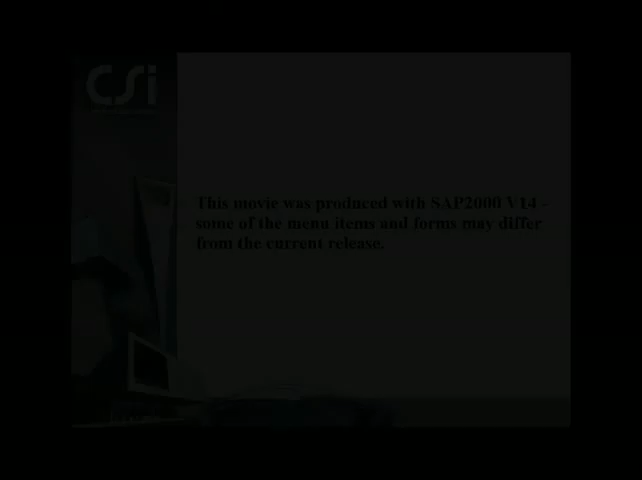 CSi
This movie was produced with SAP2000 V14 -
some of the menu items and forms may differ
from the current release.